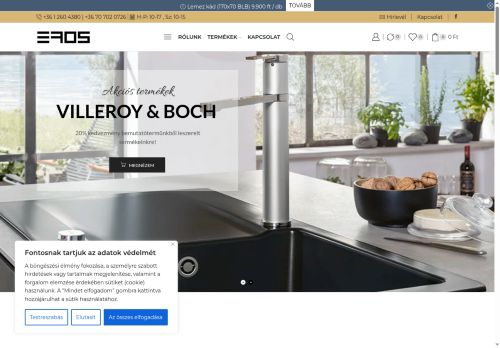 Lemez kád (170x70 BLB) 9.900 ft / db TOVÁBB
+36 1 260 4380 | +36 70 702 0726 H-P: 10-17 , Sz: 10-15 Hírlevél Kapcsolat
EROS RÓLUNK TERMÉKEK KAPCSOLAT 0 0 0 0 Ft
Akciós termékek
VILLEROY & BOCH
20% kedvezmény bemutatótermünkből leszerelt
termékeinkre!
MEGNÉZEM
Fontosnak tartjuk az adatok védelmét
A böngészési élmény fokozása, a személyre szabott
hirdetések vagy tartalmak megjelenítése, valamint a
forgalom elemzése érdekében sütiket (cookie)
használunk. A "Mindet elfogadom" gombra kattintva
hozzájárulhat a sütik használatához.
Testreszabás Elutasít Az összes elfogadása